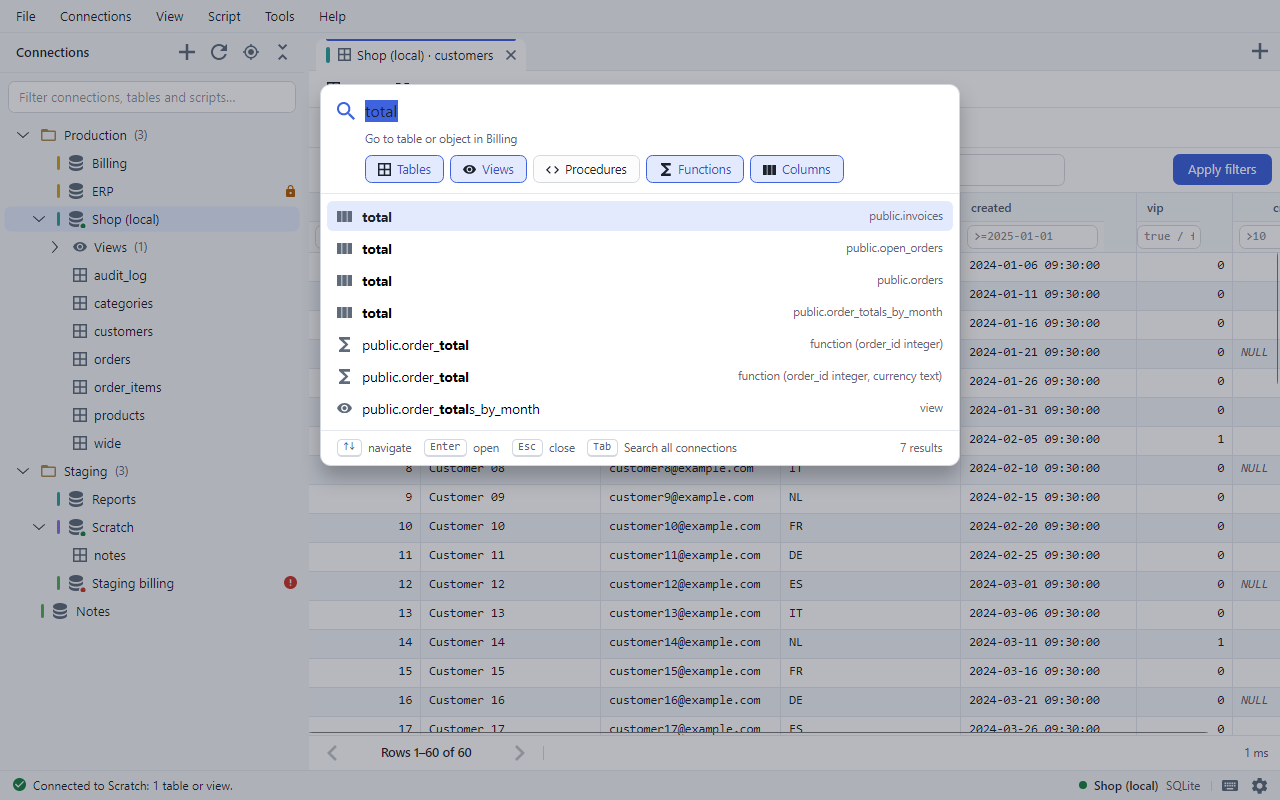 File Connections View Script Tools Help
Connections
Shop (local) · customers
Filter connections, tables and scripts...
Production (3)
Billing
ERP
Shop (local)
Views (1)
audit_log
categories
customers
orders
order_items
products
wide
Staging (3)
Reports
Scratch
notes
Staging billing
Notes
total
Go to table or object in Billing
Tables Views Procedures Functions Columns
total public.invoices
total public.open_orders
total public.orders
total public.order_totals_by_month
public.order_total function (order_id integer)
public.order_total function (order_id integer, currency text)
public.order_totals_by_month view
↑↓ navigate Enter open Esc close Tab Search all connections 7 results
Apply filters
created vip
>=2025-01-01 true / f >10
2024-01-06 09:30:00 0
2024-01-11 09:30:00 0
2024-01-16 09:30:00 0
2024-01-21 09:30:00 0 NULL
2024-01-26 09:30:00 0
2024-01-31 09:30:00 0
2024-02-05 09:30:00 1
8 Customer 08 customer8@example.com IT 2024-02-10 09:30:00 0 NULL
9 Customer 09 customer9@example.com NL 2024-02-15 09:30:00 0
10 Customer 10 customer10@example.com FR 2024-02-20 09:30:00 0
11 Customer 11 customer11@example.com DE 2024-02-25 09:30:00 0
12 Customer 12 customer12@example.com ES 2024-03-01 09:30:00 0 NULL
13 Customer 13 customer13@example.com IT 2024-03-06 09:30:00 0
14 Customer 14 customer14@example.com NL 2024-03-11 09:30:00 1
15 Customer 15 customer15@example.com FR 2024-03-16 09:30:00 0
16 Customer 16 customer16@example.com DE 2024-03-21 09:30:00 0 NULL
17 Customer 17 customer17@example.com ES 2024-03-26 09:30:00 0
Rows 1–60 of 60 1 ms
Connected to Scratch: 1 table or view. Shop (local) SQLite